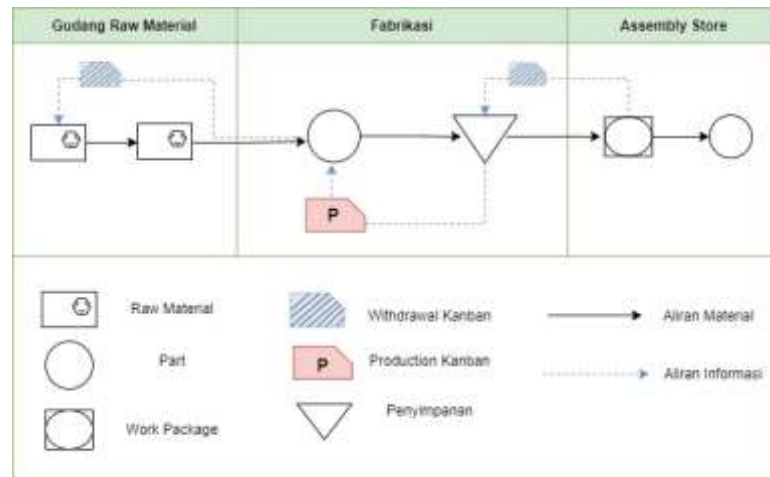 Gudang Raw Material
Fabrikasi
Assembly Store
P
Raw Material
Withdrawal Kanban
Aliran Material
Part
P
Production Kanban
Aliran Informasi
Work Package
Penyimpanan